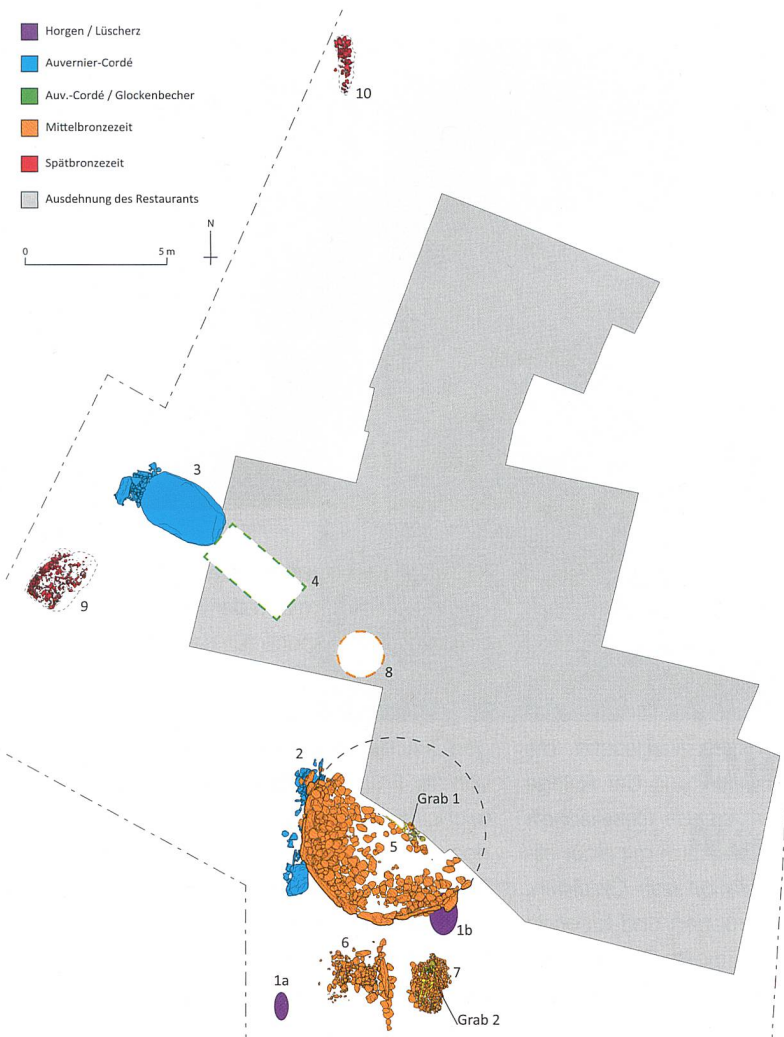 Horgen / Lüscherz
Auvernier-Cordé
Auv.-Cordé / Glockenbecher
Mittelbronzezeit
Spätbronzezeit
Ausdehnung des Restaurants
N
0 5 m
10
3
4
9
8
2
Grab 1
5
1b
6
7
1a
Grab 2